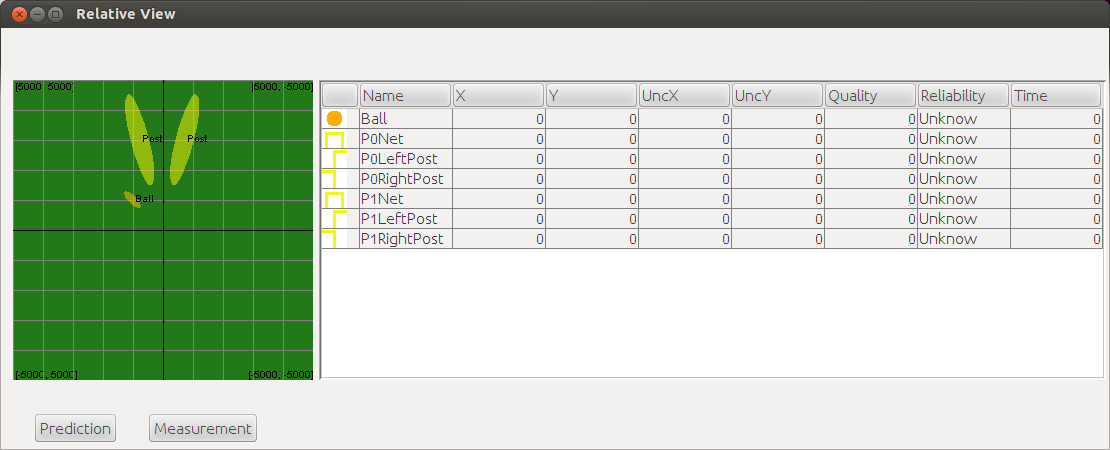 Relative View
[5000 5000] [5000, -5000]
Post Post
Ball
[-5000, 5000] [-5000, -5000]
Name X Y UncX UncY Quality Reliability Time
Ball 0 0 0 0 0 Unknow 0
P0Net 0 0 0 0 0 Unknow 0
P0LeftPost 0 0 0 0 0 Unknow 0
P0RightPost 0 0 0 0 0 Unknow 0
P1Net 0 0 0 0 0 Unknow 0
P1LeftPost 0 0 0 0 0 Unknow 0
P1RightPost 0 0 0 0 0 Unknow 0
Prediction Measurement